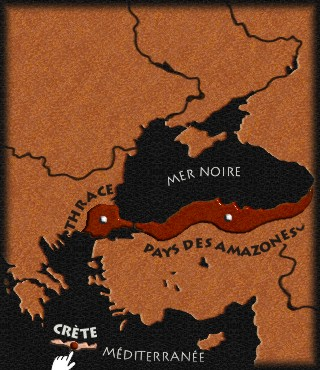 MER NOIRE
THRACE
PAYS DES AMAZONES
CRÈTE
MÉDITERRANÉE